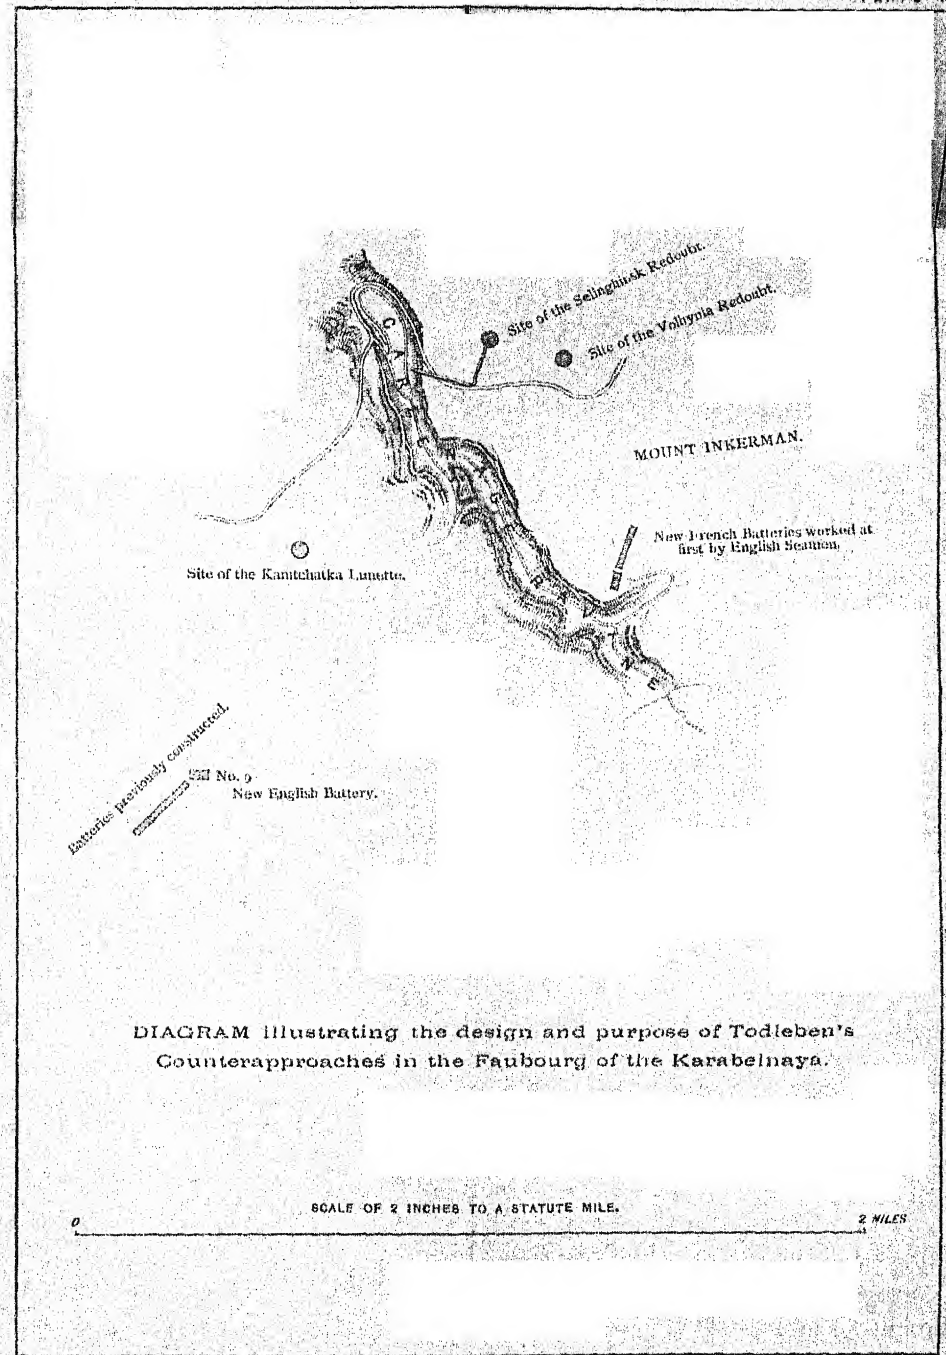 Site of the Selinghinsk Redoubt.
Site of the Volhynia Redoubt.
CAREENAGE RAVINE
MOUNT INKERMAN.
New French Batteries worked at
first by English Seamen.
Site of the Kamtchatka Lunette.
Batteries previously constructed.
No. 9
New English Battery.
DIAGRAM illustrating the design and purpose of Todleben's
Counterapproaches in the Faubourg of the Karabelnaya.
SCALE OF 2 INCHES TO A STATUTE MILE.
0
2 MILES